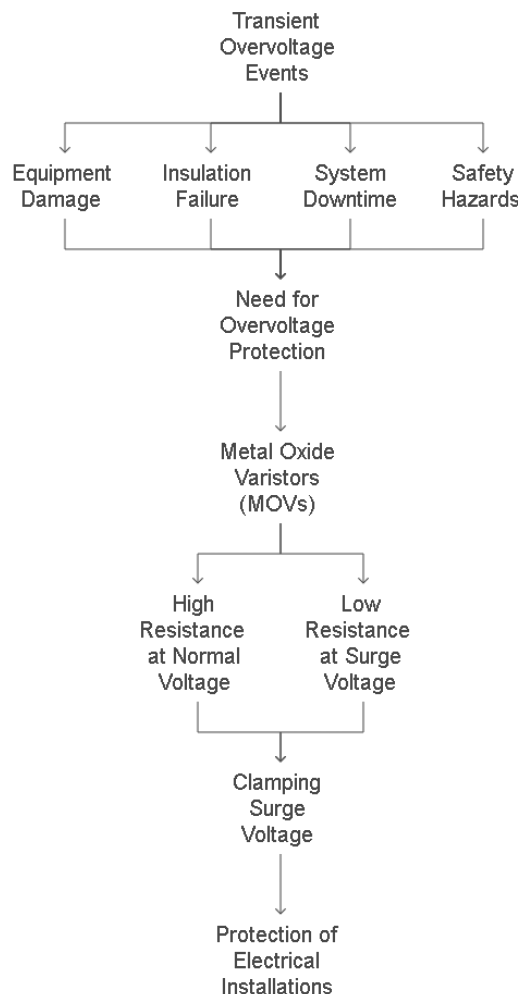 Transient
Overvoltage
Events
Equipment
Damage
Insulation
Failure
System
Downtime
Safety
Hazards
Need for
Overvoltage
Protection
Metal Oxide
Varistors
(MOVs)
High
Resistance
at Normal
Voltage
Low
Resistance
at Surge
Voltage
Clamping
Surge
Voltage
Protection of
Electrical
Installations